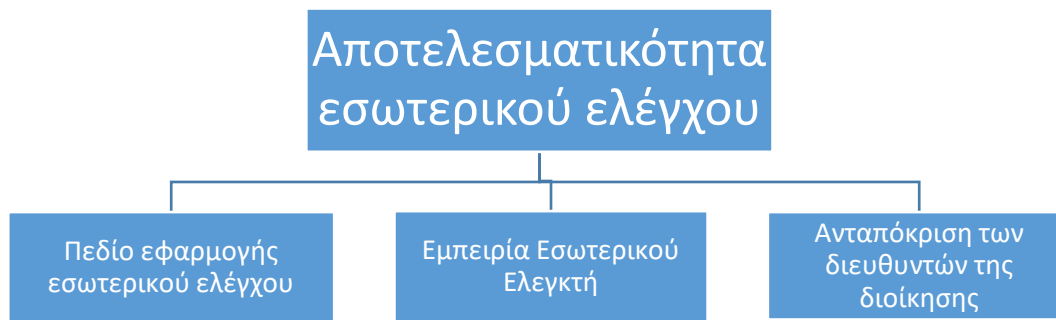 Αποτελεσματικότητα
εσωτερικού ελέγχου
Πεδίο εφαρμογής
εσωτερικού ελέγχου
Εμπειρία Εσωτερικού
Ελεγκτή
Ανταπόκριση των
διευθυντών της
διοίκησης